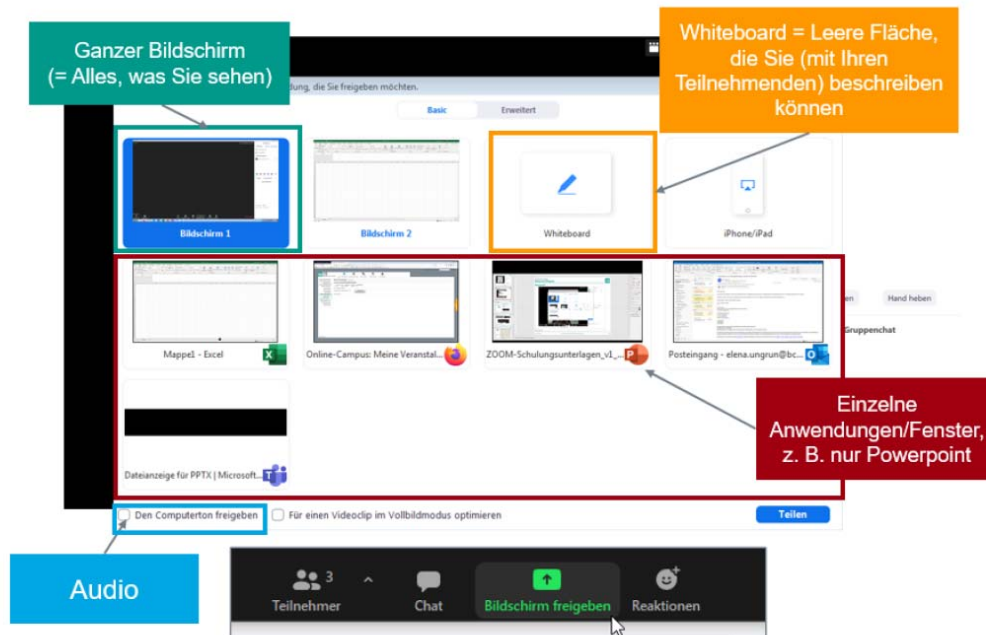 Ganzer Bildschirm
(= Alles, was Sie sehen)
Whiteboard = Leere Fläche,
die Sie (mit Ihren
Teilnehmenden) beschreiben
können
die Sie freigeben möchten.
Basic Erweitert
Bildschirm 1 Bildschirm 2 Whiteboard iPhone/iPad
Mappe1 - Excel Online-Campus: Meine Veranstal... ZOOM-Schulungsunterlagen_v1_... Posteingang - elena.ungrun@bc...
Hand heben
Gruppenchat
Einzelne
Anwendungen/Fenster,
z. B. nur Powerpoint
Dateianzeige für PPTX | Microsoft...
Den Computerton freigeben Für einen Videoclip im Vollbildmodus optimieren Teilen
Audio
3
Teilnehmer Chat Bildschirm freigeben Reaktionen